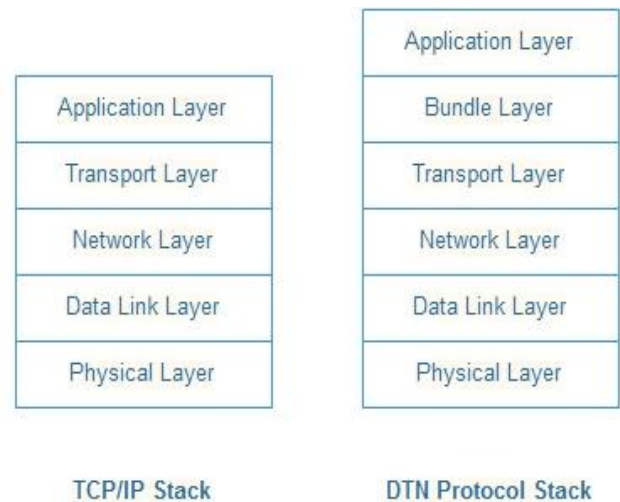 Application Layer
Transport Layer
Network Layer
Data Link Layer
Physical Layer
TCP/IP Stack
Application Layer
Bundle Layer
Transport Layer
Network Layer
Data Link Layer
Physical Layer
DTN Protocol Stack